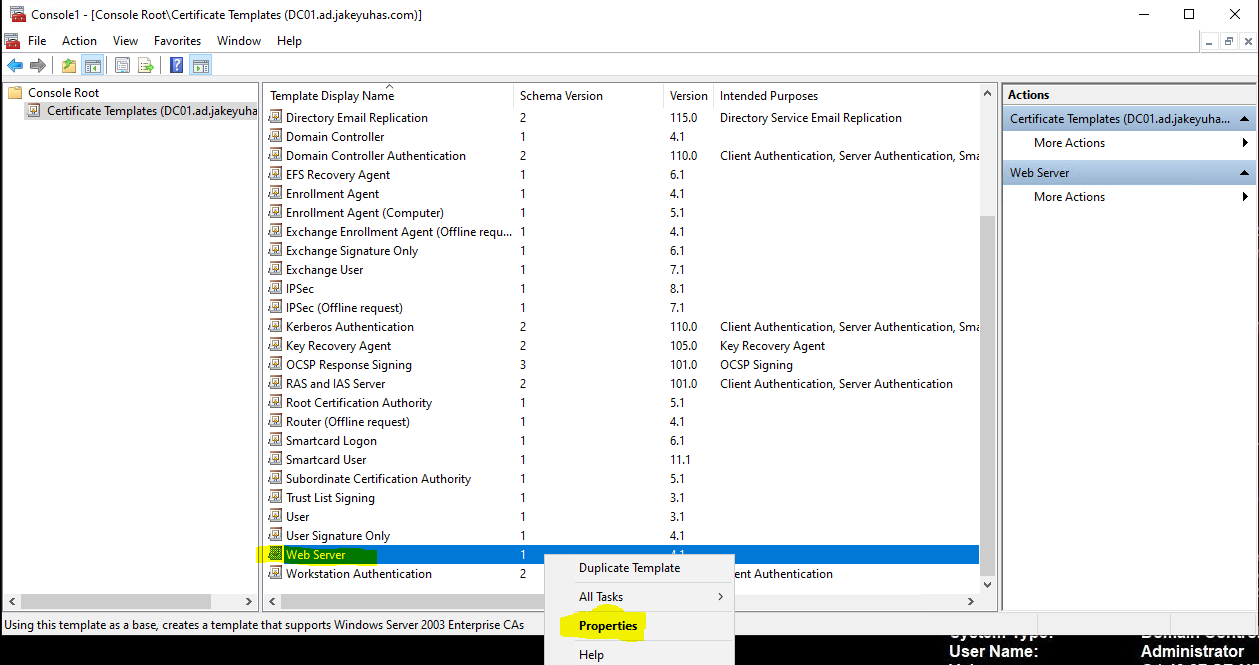 Console1 - [Console Root\Certificate Templates (DC01.ad.jakeyuhas.com)]
File Action View Favorites Window Help
Console Root
Certificate Templates (DC01.ad.jakeyuha
Template Display Name Schema Version Version Intended Purposes
Directory Email Replication 2 115.0 Directory Service Email Replication
Domain Controller 1 4.1
Domain Controller Authentication 2 110.0 Client Authentication, Server Authentication, Sma
EFS Recovery Agent 1 6.1
Enrollment Agent 1 4.1
Enrollment Agent (Computer) 1 5.1
Exchange Enrollment Agent (Offline requ... 1 4.1
Exchange Signature Only 1 6.1
Exchange User 1 7.1
IPSec 1 8.1
IPSec (Offline request) 1 7.1
Kerberos Authentication 2 110.0 Client Authentication, Server Authentication, Sma
Key Recovery Agent 2 105.0 Key Recovery Agent
OCSP Response Signing 3 101.0 OCSP Signing
RAS and IAS Server 2 101.0 Client Authentication, Server Authentication
Root Certification Authority 1 5.1
Router (Offline request) 1 4.1
Smartcard Logon 1 6.1
Smartcard User 1 11.1
Subordinate Certification Authority 1 5.1
Trust List Signing 1 3.1
User 1 3.1
User Signature Only 1 4.1
Web Server 1 4.1
Workstation Authentication 2 ent Authentication
Duplicate Template
All Tasks
Properties
Help
Actions
Certificate Templates (DC01.ad.jakeyuha...
More Actions
Web Server
More Actions
Using this template as a base, creates a template that supports Windows Server 2003 Enterprise CAs
System Type: Domain Contro
User Name: Administrator